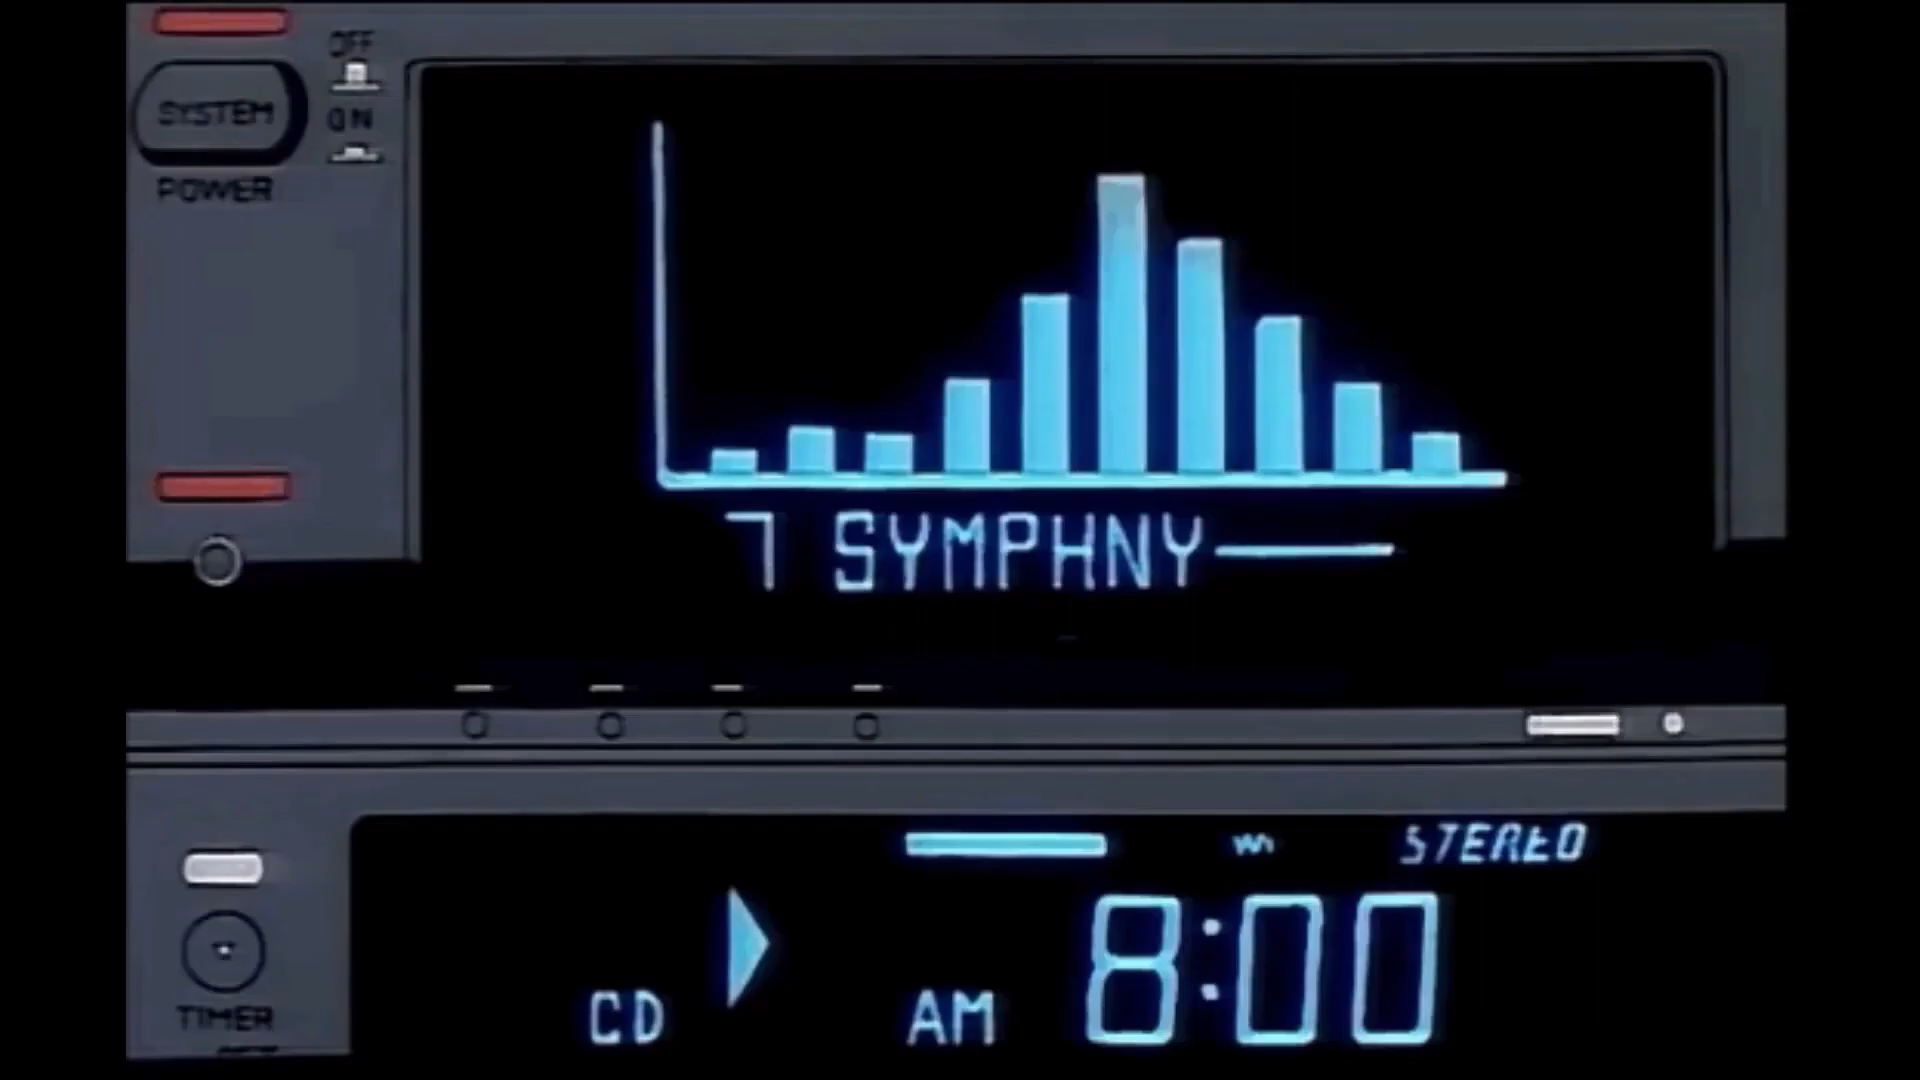 OFF
SYSTEM
ON
POWER
7 SYMPHNY
STEREO
CD
AM 8:00
TIMER